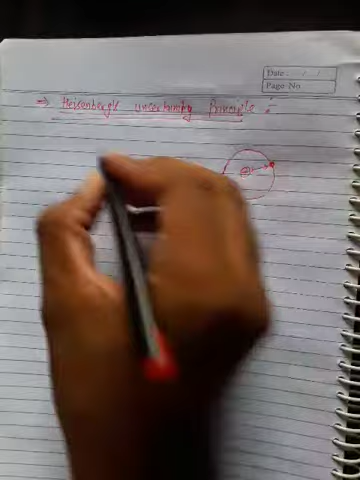 Date : / /
Page No
⇒ Heisenberg's uncertainty Principle :